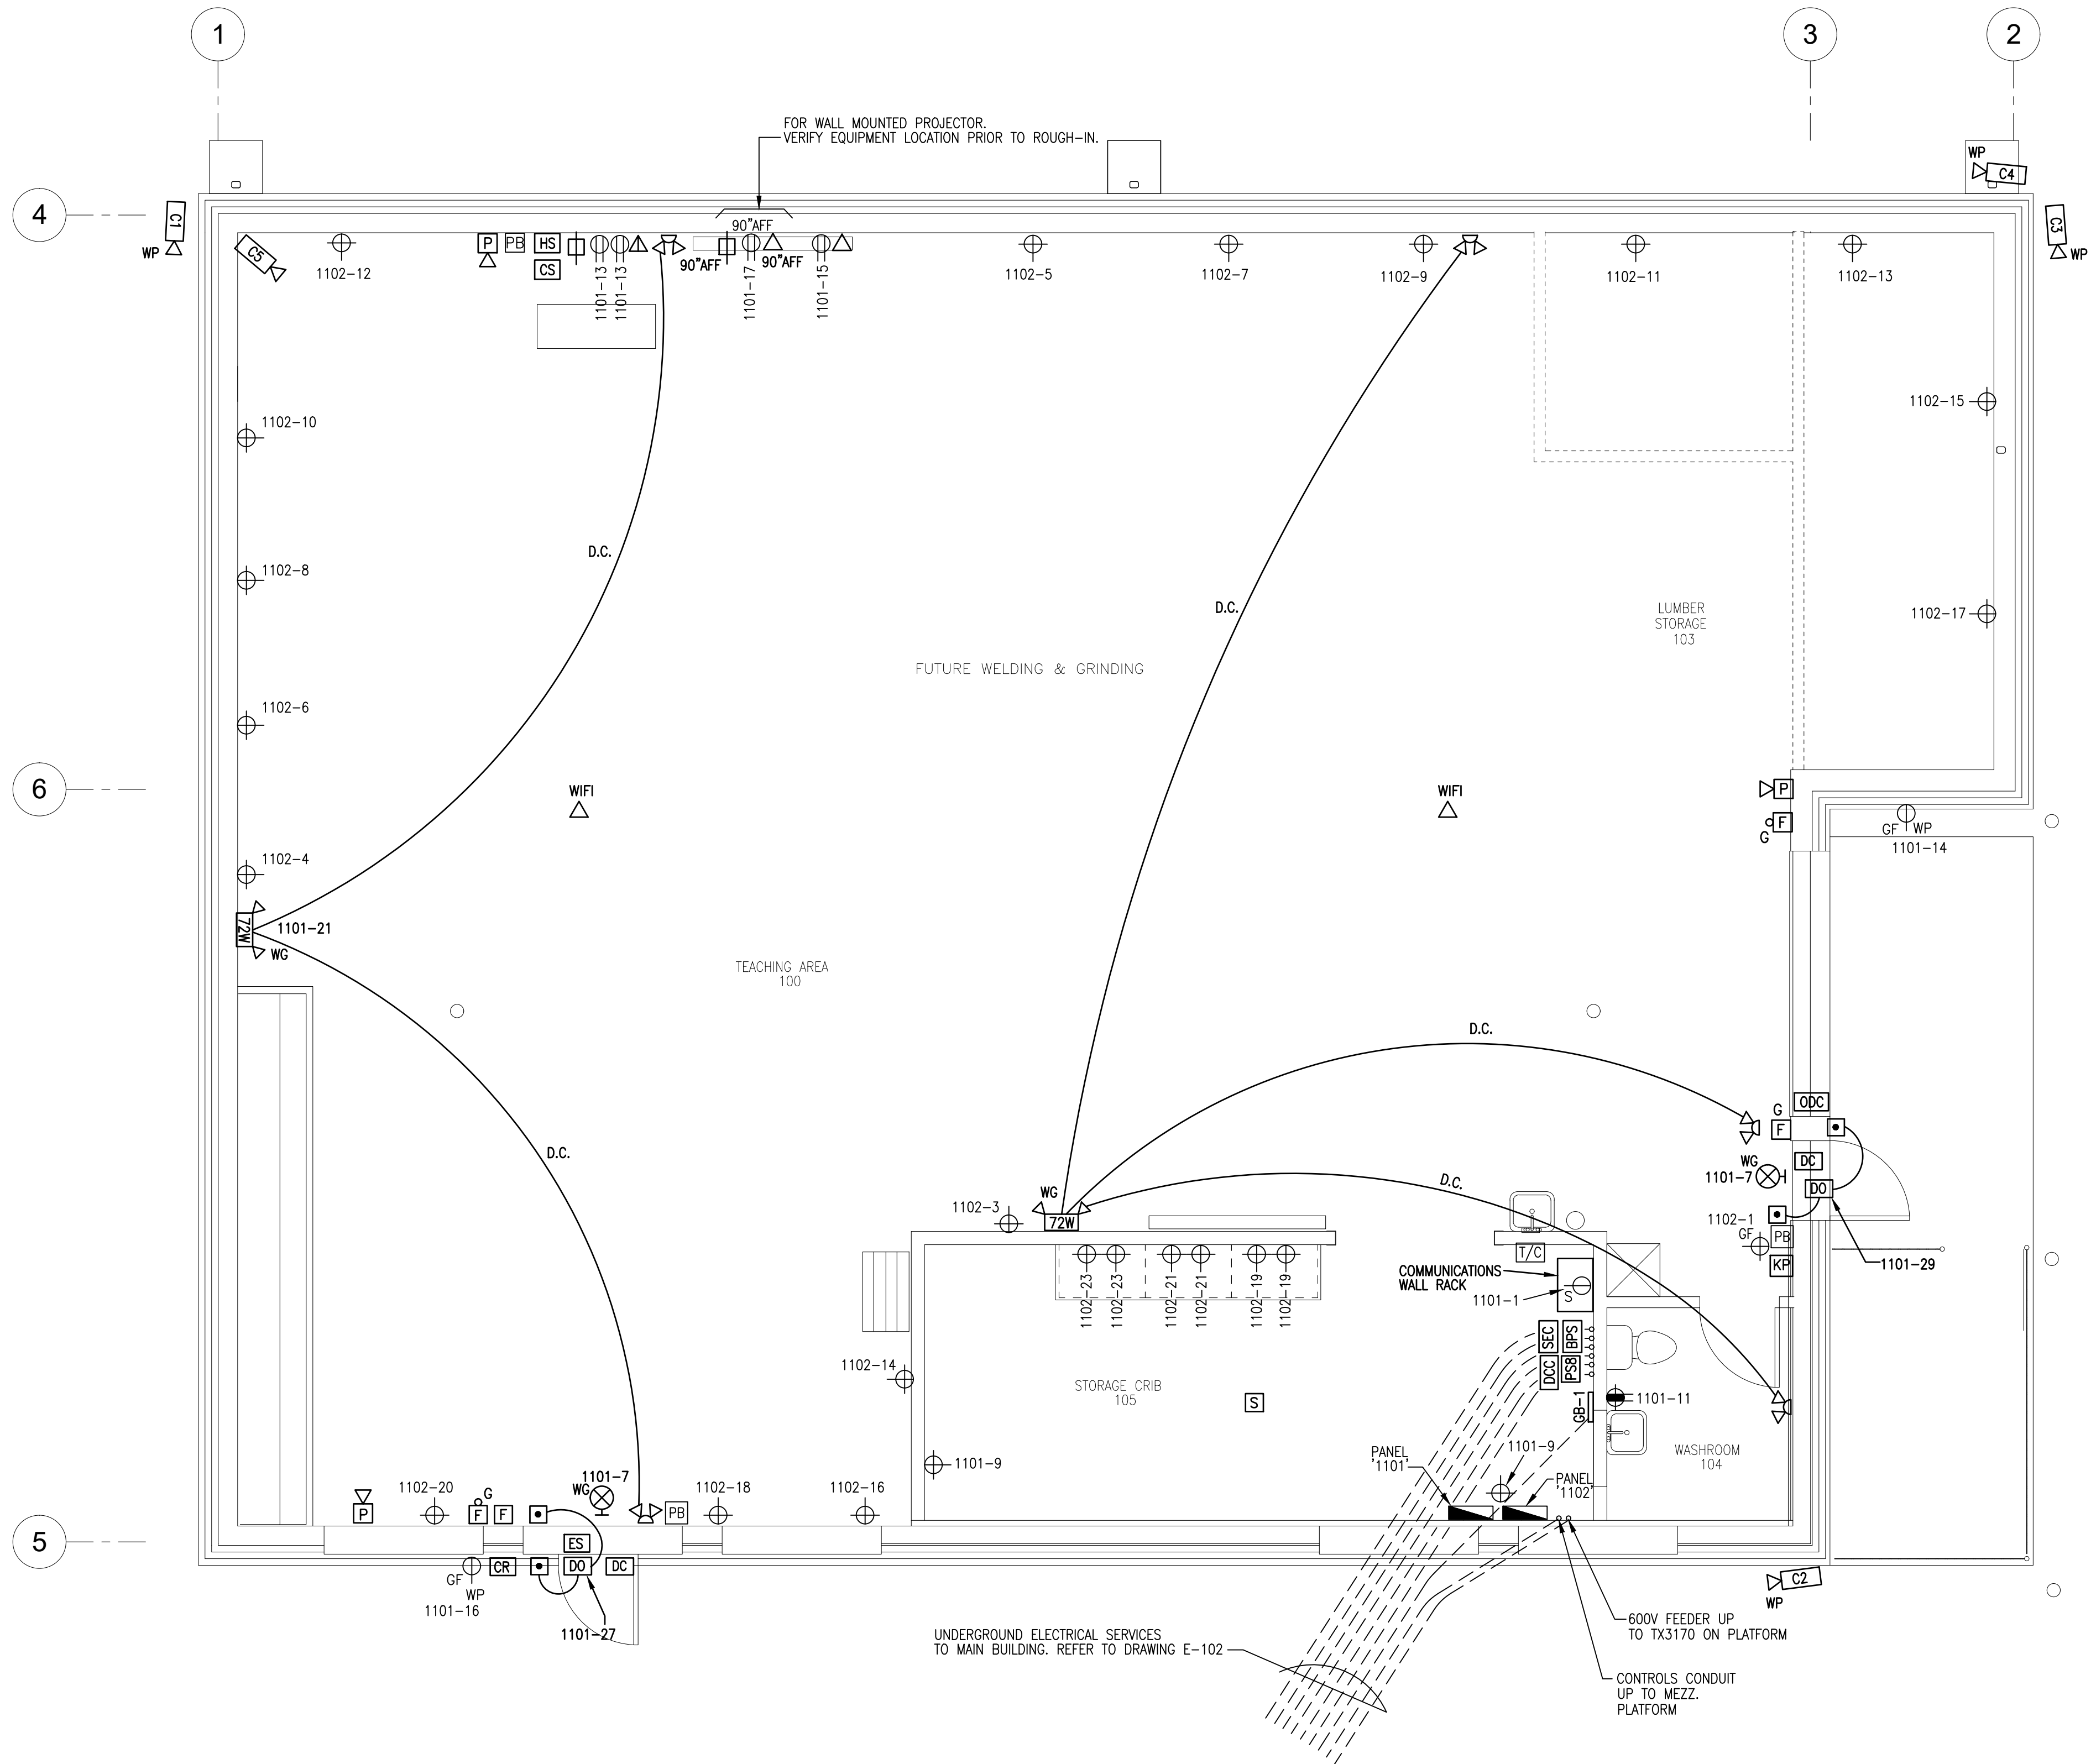 1
3
2
FOR WALL MOUNTED PROJECTOR.
VERIFY EQUIPMENT LOCATION PRIOR TO ROUGH-IN.
WP
C4
4
C1
WP
C5
1102-12
P
PB
HS
CS
1101-13
1101-13
90"AFF
90"AFF
1101-17
90"AFF
1101-15
1102-5
1102-7
1102-9
1102-11
1102-13
C3
WP
1102-10
1102-15
D.C.
1102-8
D.C.
LUMBER
STORAGE
103
1102-17
FUTURE WELDING & GRINDING
1102-6
6
WIFI
WIFI
P
F
G
GF
WP
1101-14
1102-4
72W
1101-21
WG
TEACHING AREA
100
D.C.
D.C.
ODC
G
F
DC
WG
1101-7
DO
D.C.
WG
72W
1102-3
1102-1
GF
PB
KP
1101-29
T/C
COMMUNICATIONS
WALL RACK
1101-1
S
1102-23
1102-23
1102-21
1102-21
1102-19
1102-19
SEC
BPS
DCC
PS8
1102-14
STORAGE CRIB
105
S
GB-1
1101-11
1101-9
1101-9
PANEL
'1101'
PANEL
'1102'
WASHROOM
104
P
1102-20
G
F
F
1101-7
WG
PB
1102-18
1102-16
5
ES
GF
WP
1101-16
CR
DO
DC
1101-27
C2
WP
600V FEEDER UP
TO TX3170 ON PLATFORM
UNDERGROUND ELECTRICAL SERVICES
TO MAIN BUILDING. REFER TO DRAWING E-102
CONTROLS CONDUIT
UP TO MEZZ.
PLATFORM